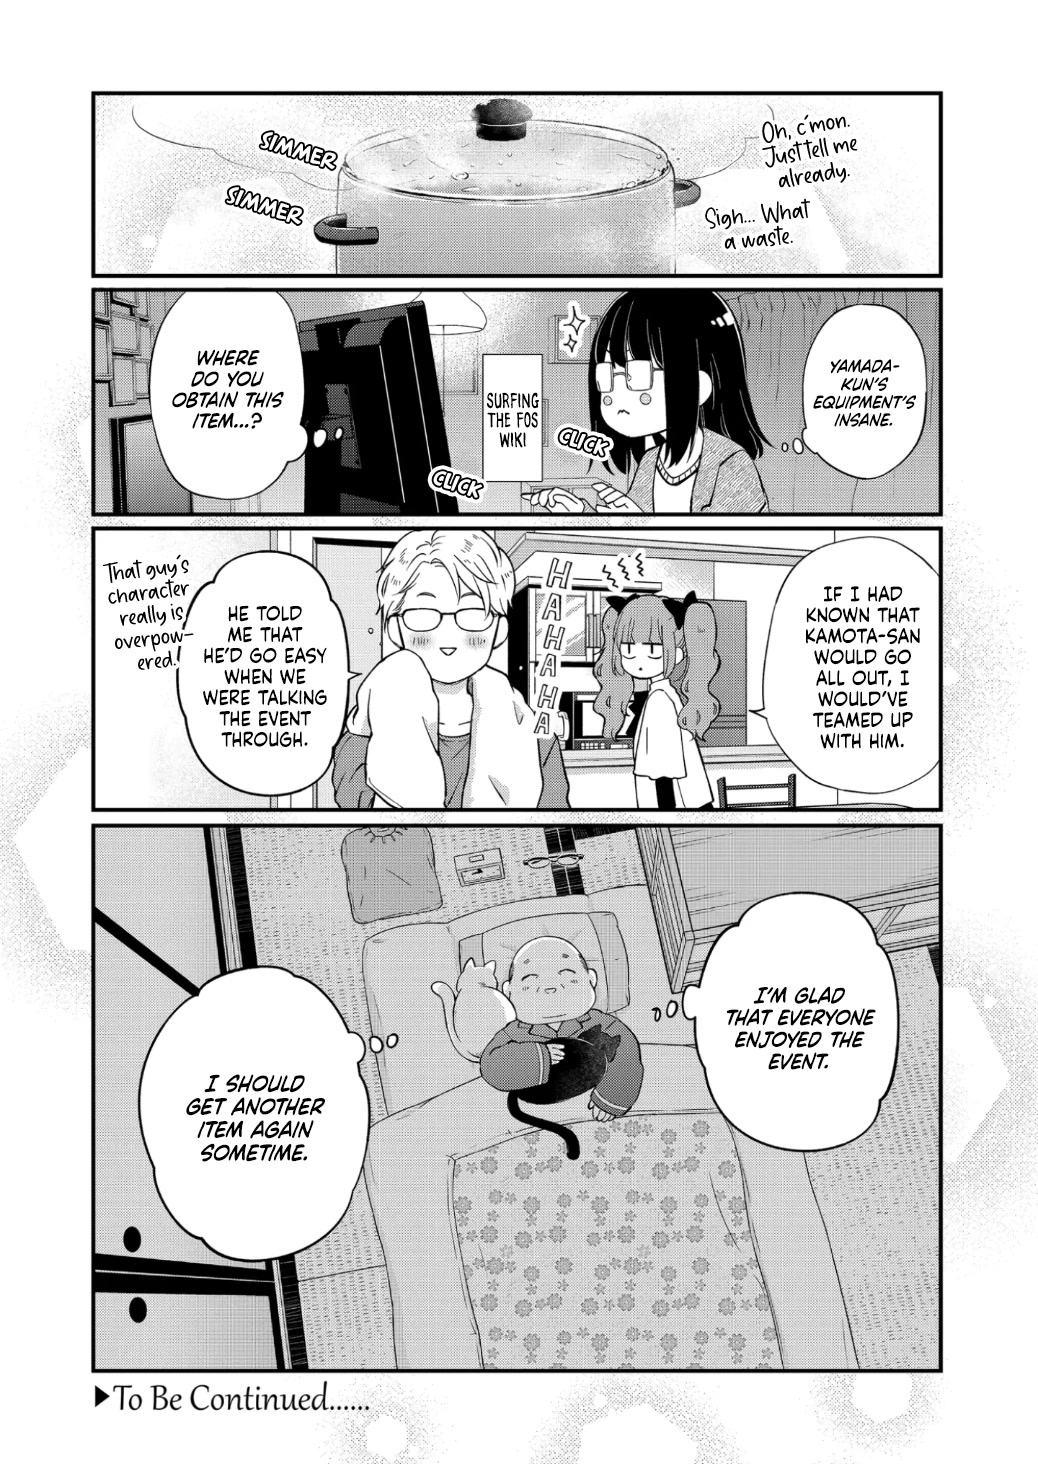 Oh, c'mon.
Just tell me
already.
Sigh... What
a waste.
SIMMER
SIMMER
YAMADA-
KUN'S
EQUIPMENT'S
INSANE.
CLICK
SURFING
THE FOS
WIKI
CLICK
WHERE
DO YOU
OBTAIN THIS
ITEM...?
IF I HAD
KNOWN THAT
KAMOTA-SAN
WOULD GO
ALL OUT, I
WOULD'VE
TEAMED UP
WITH HIM.
HAHAHAHA
HE TOLD
ME THAT
HE'D GO EASY
WHEN WE
WERE TALKING
THE EVENT
THROUGH.
That guy's
character
really is
overpow-
ered!
I'M GLAD
THAT EVERYONE
ENJOYED THE
EVENT.
I SHOULD
GET ANOTHER
ITEM AGAIN
SOMETIME.
▶To Be Continued......